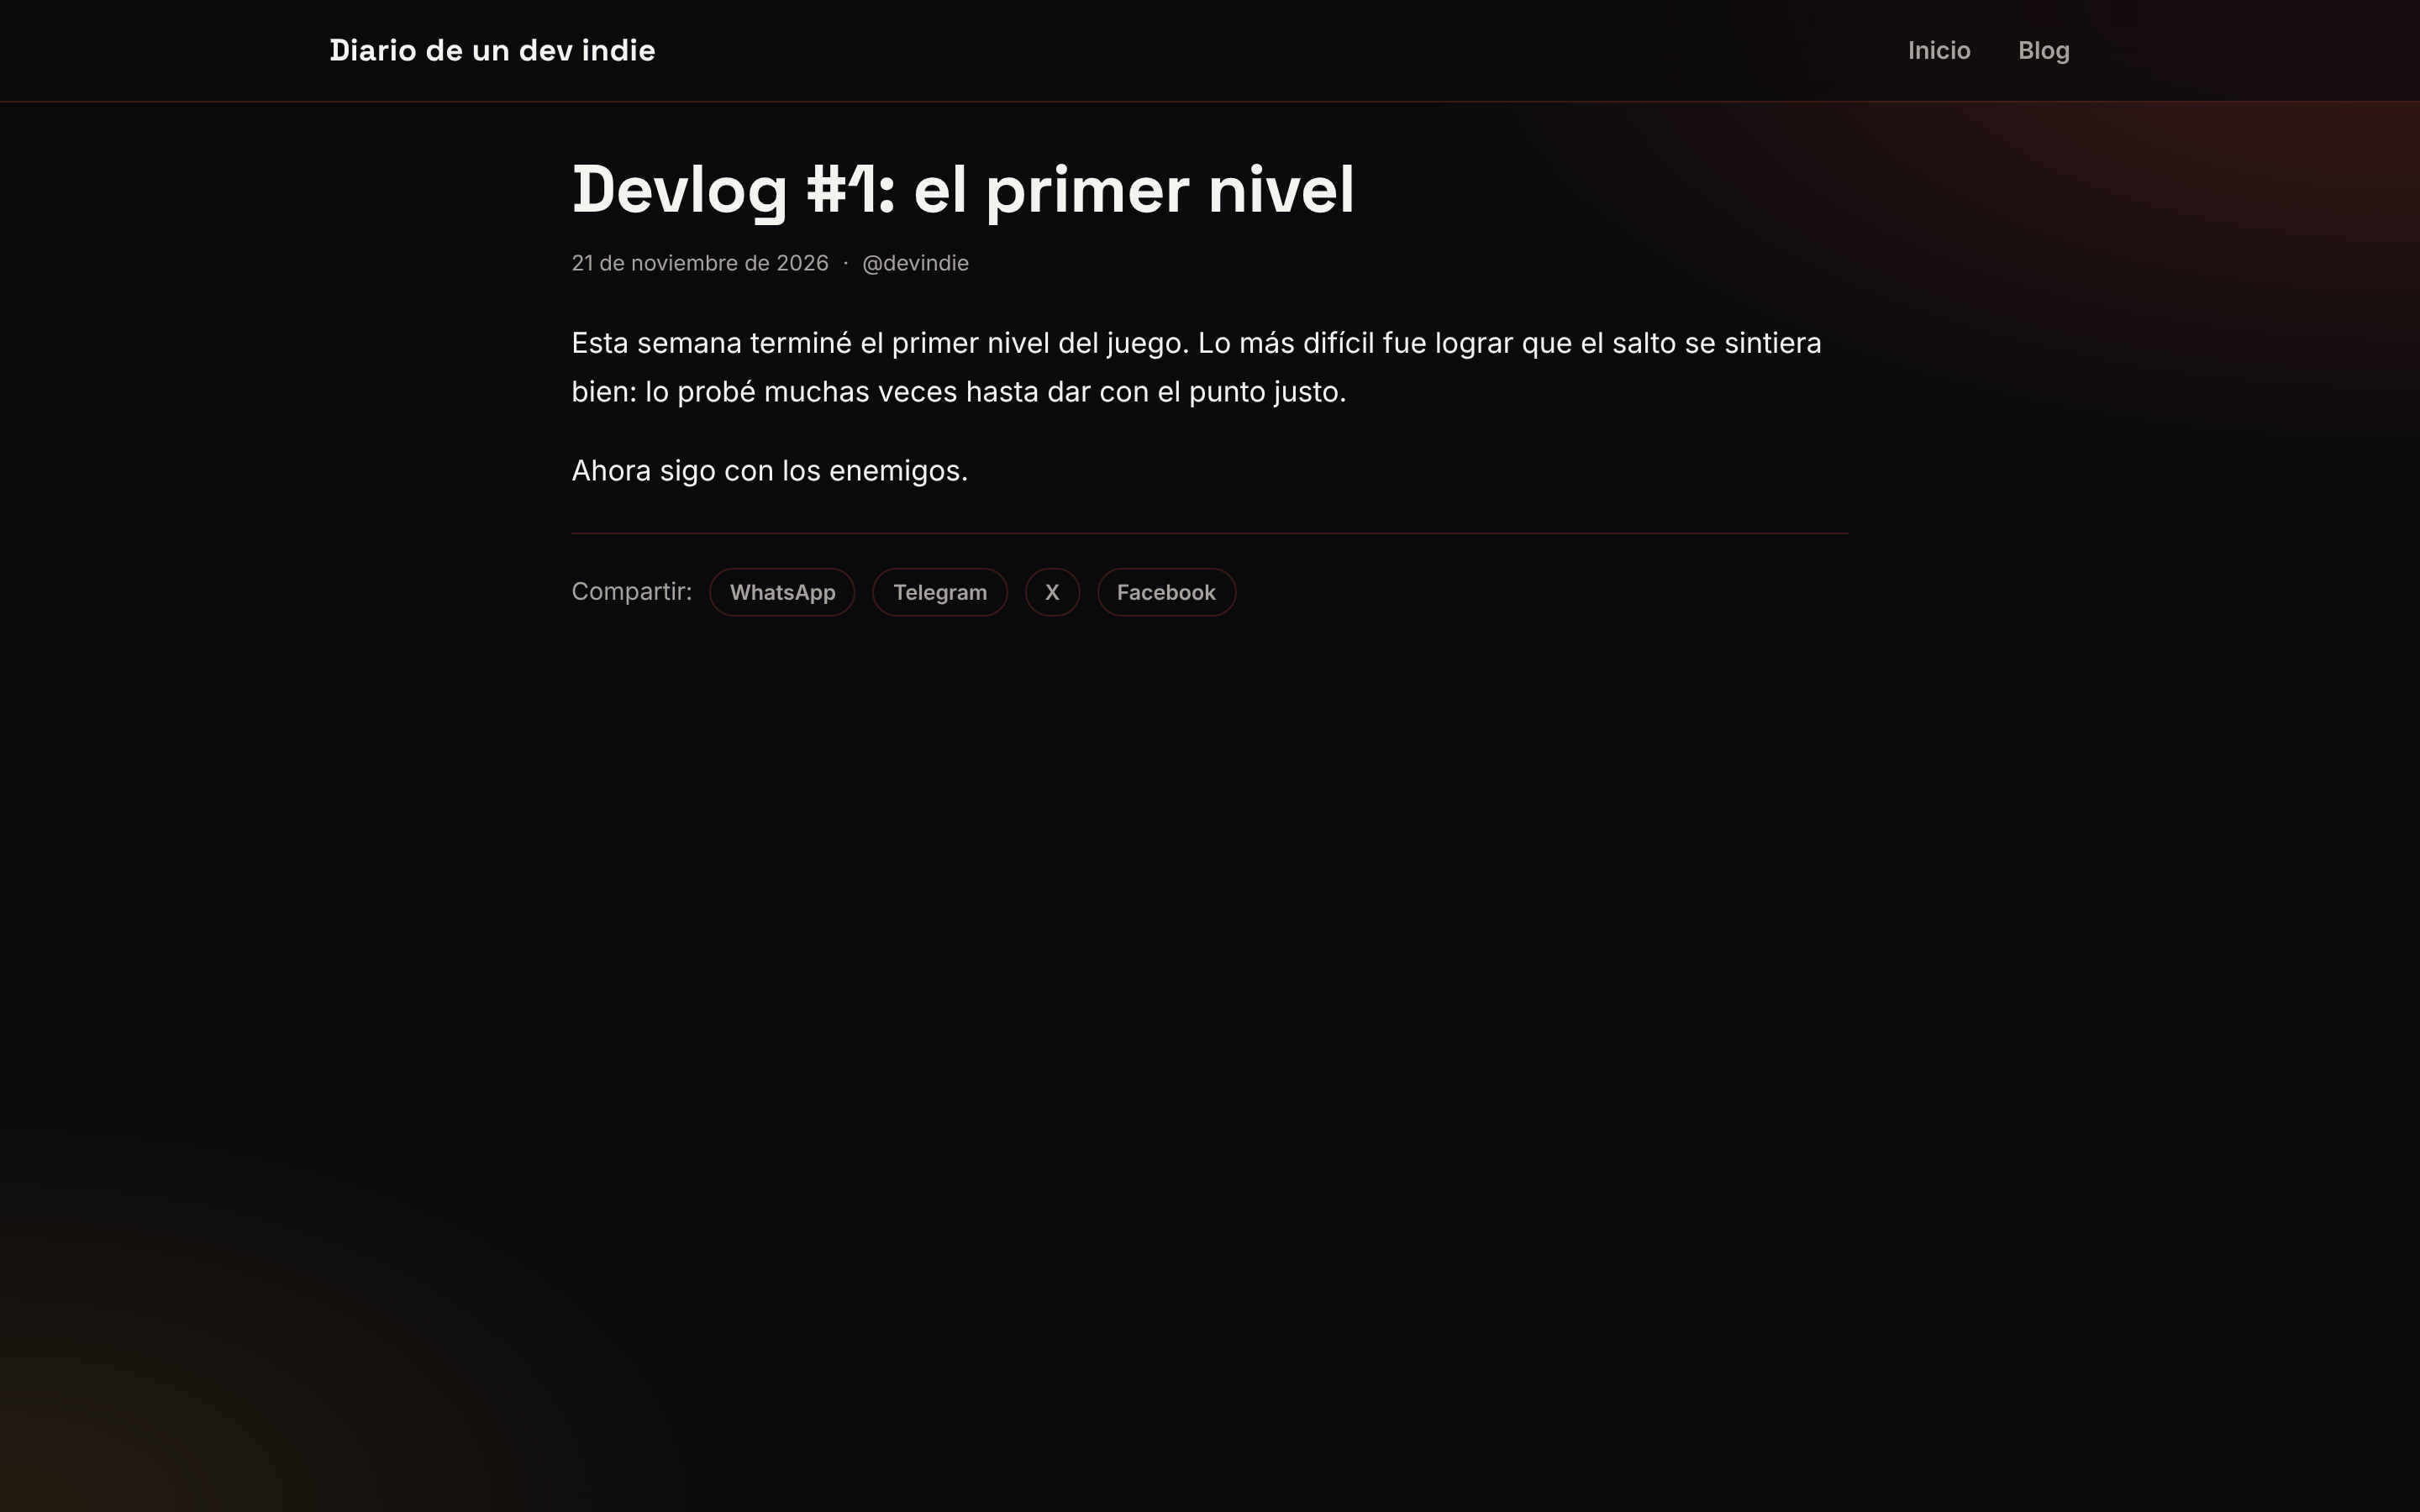 Diario de un dev indie
Inicio
Blog
Devlog #1: el primer nivel
21 de noviembre de 2026 · @devindie
Esta semana terminé el primer nivel del juego. Lo más difícil fue lograr que el salto se sintiera
bien: lo probé muchas veces hasta dar con el punto justo.
Ahora sigo con los enemigos.
Compartir: WhatsApp Telegram X Facebook